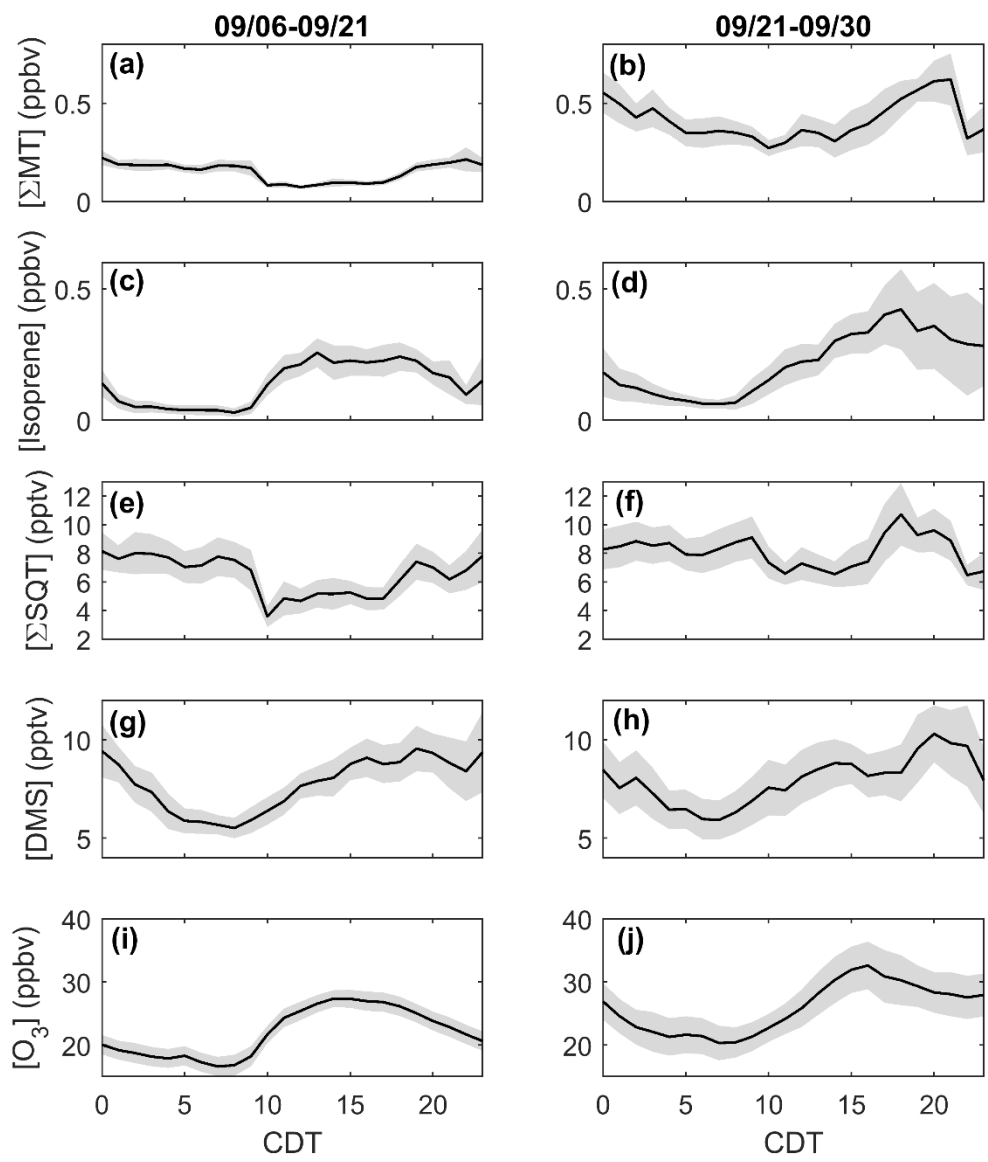 09/06-09/21 09/21-09/30
[ΣMT] (ppbv)
(a) (b)
0.5 0.5
0 0
[Isoprene] (ppbv)
(c) (d)
0.5 0.5
0 0
[ΣSQT] (pptv)
(e) (f)
12 12
10 10
8 8
6 6
4 4
2 2
[DMS] (pptv)
(g) (h)
10 10
5 5
[O₃] (ppbv)
(i) (j)
40 40
30 30
20 20
0 5 10 15 20 0 5 10 15 20
CDT CDT